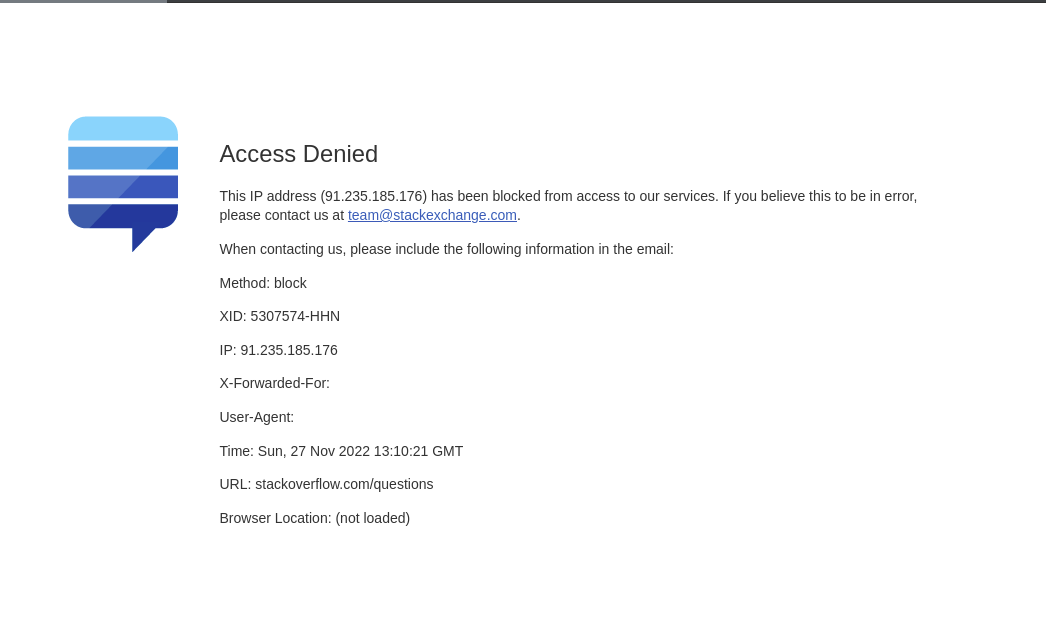 Access Denied
This IP address (91.235.185.176) has been blocked from access to our services. If you believe this to be in error,
please contact us at team@stackexchange.com.
When contacting us, please include the following information in the email:
Method: block
XID: 5307574-HHN
IP: 91.235.185.176
X-Forwarded-For:
User-Agent:
Time: Sun, 27 Nov 2022 13:10:21 GMT
URL: stackoverflow.com/questions
Browser Location: (not loaded)